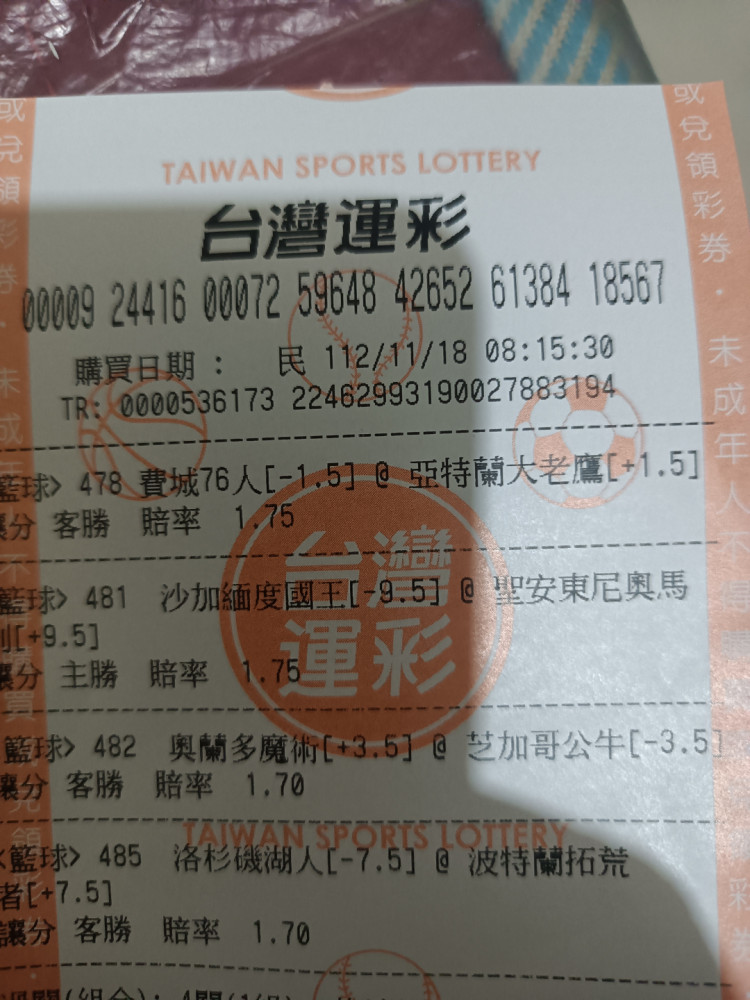 TAIWAN SPORTS LOTTERY
台灣運彩
00009 24416 00072 59648 42652 61384 18567
購買日期： 民 112/11/18 08:15:30
TR: 0000536173 22462993190027883194
籃球> 478 費城76人[-1.5] @ 亞特蘭大老鷹[+1.5]
讓分 客勝 賠率 1.75
籃球> 481 沙加緬度國王[-9.5] @ 聖安東尼奧馬
刺[+9.5]
讓分 主勝 賠率 1.75
籃球> 482 奧蘭多魔術[+3.5] @ 芝加哥公牛[-3.5]
讓分 客勝 賠率 1.70
籃球> 485 洛杉磯湖人[-7.5] @ 波特蘭拓荒
者[+7.5]
讓分 客勝 賠率 1.70
台灣
運彩
TAIWAN SPORTS LOTTERY
或兌領彩券・未成年人不得購